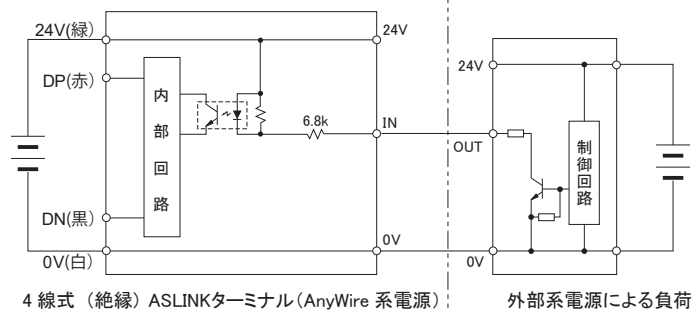 24V(緑)
24V
DP(赤)
24V
内部回路
6.8k
IN
OUT
制御回路
DN(黒)
0V
0V(白)
0V
4 線式 (絶縁) ASLINKターミナル(AnyWire 系電源)
外部系電源による負荷